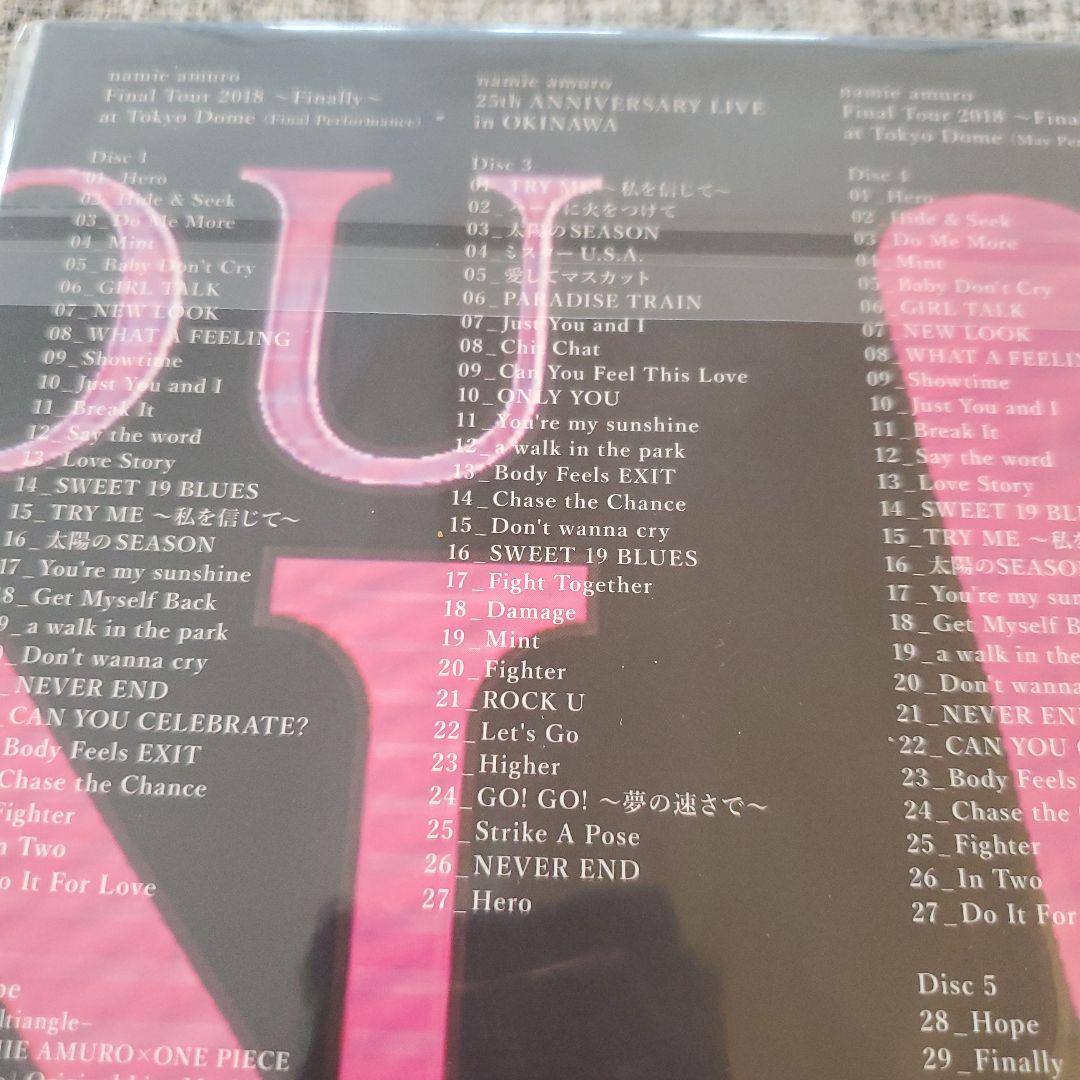 namie amuro
Final Tour 2018 ~Finally~
at Tokyo Dome (Final Performance)
Disc 1
01_Hero
02_Hide & Seek
03_Do Me More
04_Mint
05_Baby Don't Cry
06_GIRL TALK
07_NEW LOOK
08_WHAT A FEELING
09_Showtime
10_Just You and I
11_Break It
12_Say the word
13_Love Story
14_SWEET 19 BLUES
15_TRY ME ～私を信じて～
16_太陽のSEASON
17_You're my sunshine
8_Get Myself Back
9_a walk in the park
_Don't wanna cry
_NEVER END
CAN YOU CELEBRATE?
Body Feels EXIT
Chase the Chance
Fighter
n Two
o It For Love
AMURO×ONE PIECE
namie amuro
25th ANNIVERSARY LIVE
in OKINAWA
Disc 3
01_TRY ME ～私を信じて～
02_ に火をつけて
03_太陽のSEASON
04_ミスターU.S.A.
05_愛してマスカット
06_PARADISE TRAIN
07_Just You and I
08_Chit Chat
09_Can You Feel This Love
10_ONLY YOU
11_You're my sunshine
12_a walk in the park
13_Body Feels EXIT
14_Chase the Chance
15_Don't wanna cry
16_SWEET 19 BLUES
17_Fight Together
18_Damage
19_Mint
20_Fighter
21_ROCK U
22_Let's Go
23_Higher
24_GO! GO! ～夢の速さで～
25_Strike A Pose
26_NEVER END
27_Hero
namie amuro
Final Tour 2018 ~Fina
at Tokyo Dome (May Pe
Disc 4
01_Hero
02_Hide & Seek
03_Do Me More
04_Mint
05_Baby Don't Cry
06_GIRL TALK
07_NEW LOOK
08_WHAT A FEELIN
09_Showtime
10_Just You and I
11_Break It
12_Say the word
13_Love Story
14_SWEET 19 BLU
15_TRY ME ～私を
16_太陽のSEASO
17_You're my sun
18_Get Myself B
19_a walk in the
20_Don't wanna
21_NEVER EN
22_CAN YOU
23_Body Feels
24_Chase the
25_Fighter
26_In Two
27_Do It For
Disc 5
28_Hope
29_Finally